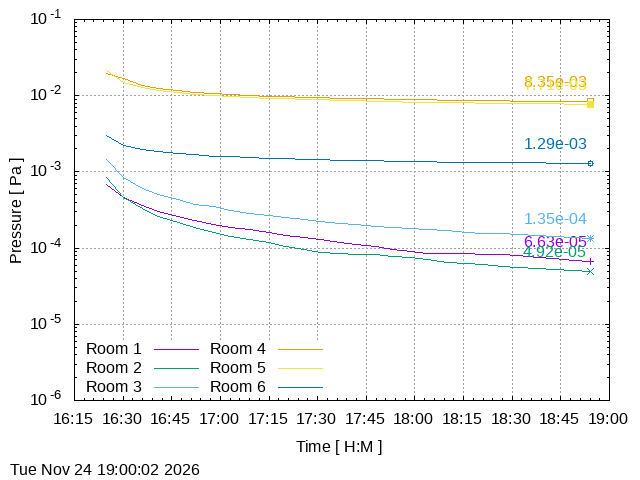 10^-1
10^-2
10^-3
10^-4
10^-5
10^-6
Pressure [ Pa ]
8.35e-03
1.29e-03
1.35e-04
6.63e-05
4.92e-05
Room 1 Room 4
Room 2 Room 5
Room 3 Room 6
16:15 16:30 16:45 17:00 17:15 17:30 17:45 18:00 18:15 18:30 18:45 19:00
Time [ H:M ]
Tue Nov 24 19:00:02 2026